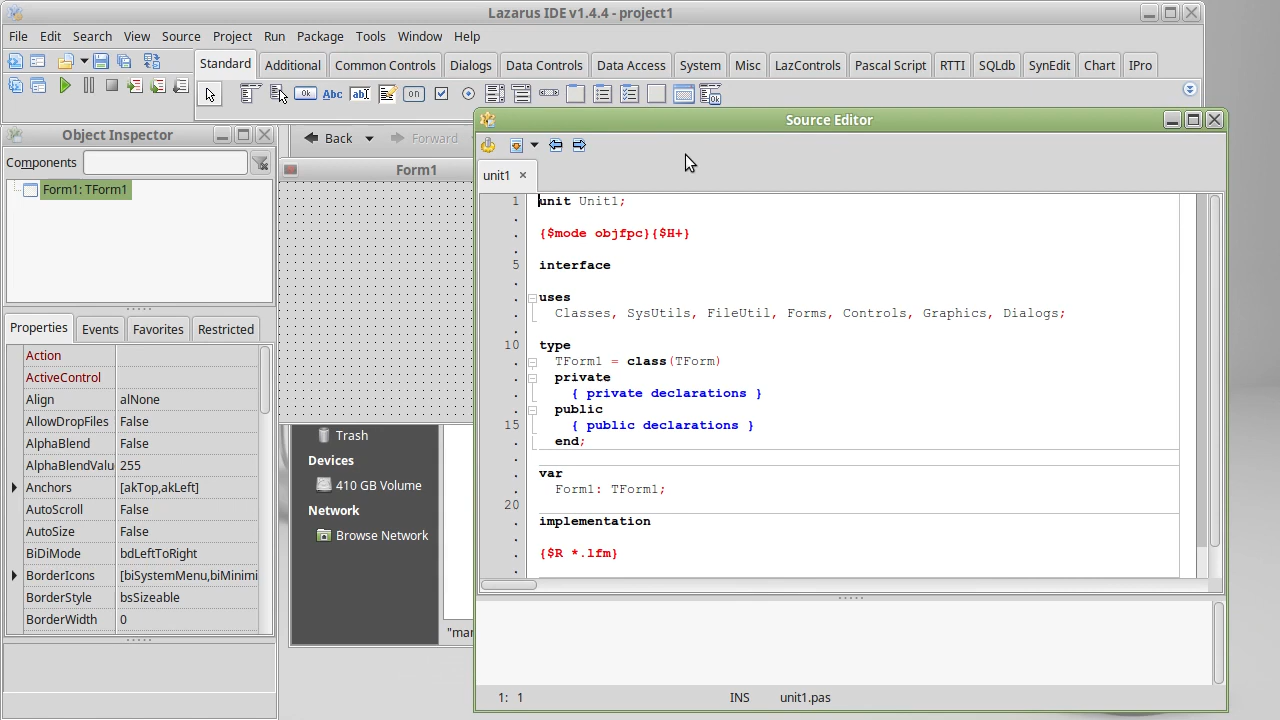 Lazarus IDE v1.4.4 - project1
File Edit Search View Source Project Run Package Tools Window Help
Standard Additional Common Controls Dialogs Data Controls Data Access System Misc LazControls Pascal Script RTTI SQLdb SynEdit Chart IPro
Ok Abc abI on Ok
Object Inspector
Components
Form1: TForm1
Properties Events Favorites Restricted
Action
ActiveControl
Align alNone
AllowDropFiles False
AlphaBlend False
AlphaBlendValu 255
Anchors [akTop,akLeft]
AutoScroll False
AutoSize False
BiDiMode bdLeftToRight
BorderIcons [biSystemMenu,biMinimi
BorderStyle bsSizeable
BorderWidth 0
Back Forward
Form1
Trash
Devices
410 GB Volume
Network
Browse Network
"mar
Source Editor
unit1
1 unit Unit1;
.
. {$mode objfpc}{$H+}
.
5 interface
.
. uses
. Classes, SysUtils, FileUtil, Forms, Controls, Graphics, Dialogs;
.
10 type
. TForm1 = class(TForm)
. private
. { private declarations }
. public
15 { public declarations }
. end;
.
. var
. Form1: TForm1;
20
. implementation
.
. {$R *.lfm}
.
1: 1 INS unit1.pas